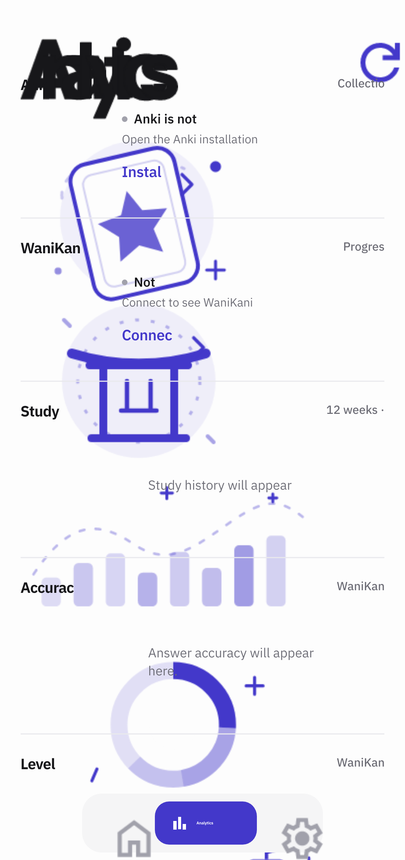 Collectio
Anki is not
Open the Anki installation
Instal
WaniKan
Progres
Not
Connect to see WaniKani
Connec
Study
12 weeks ·
Study history will appear
Accurac
WaniKan
Answer accuracy will appear
here
Level
WaniKan
Analytics